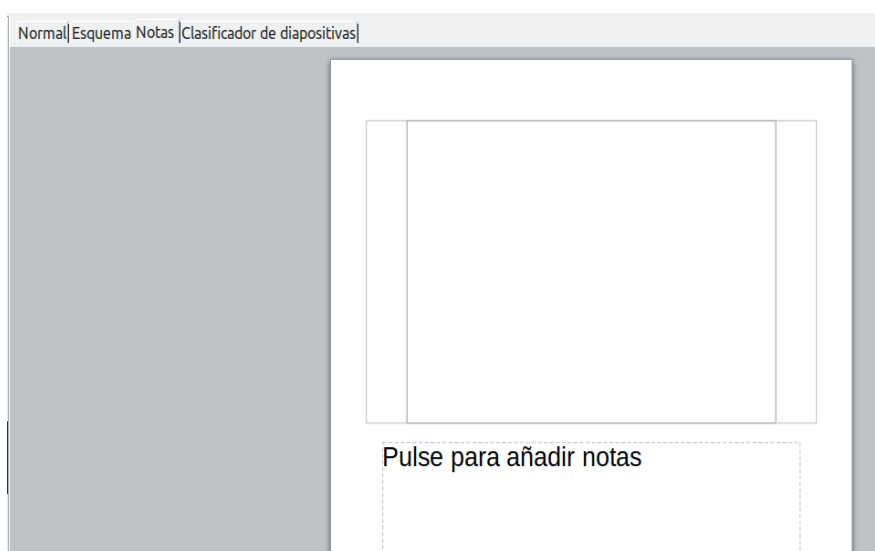 Normal Esquema Notas Clasificador de diapositivas
Pulse para añadir notas